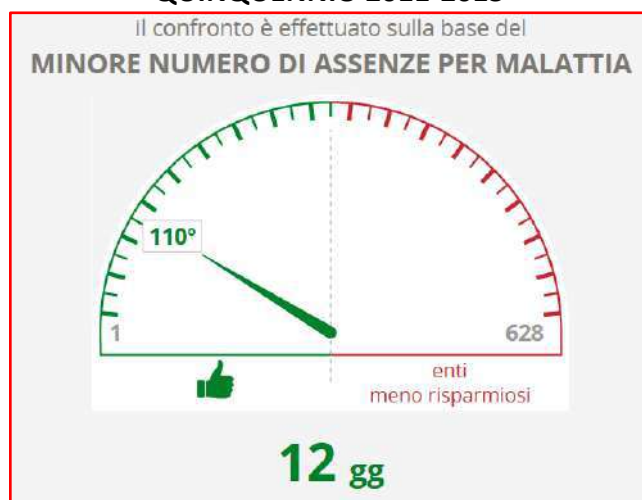 il confronto è effettuato sulla base del
MINORE NUMERO DI ASSENZE PER MALATTIA
110°
1
628
enti
meno risparmiosi
12 gg